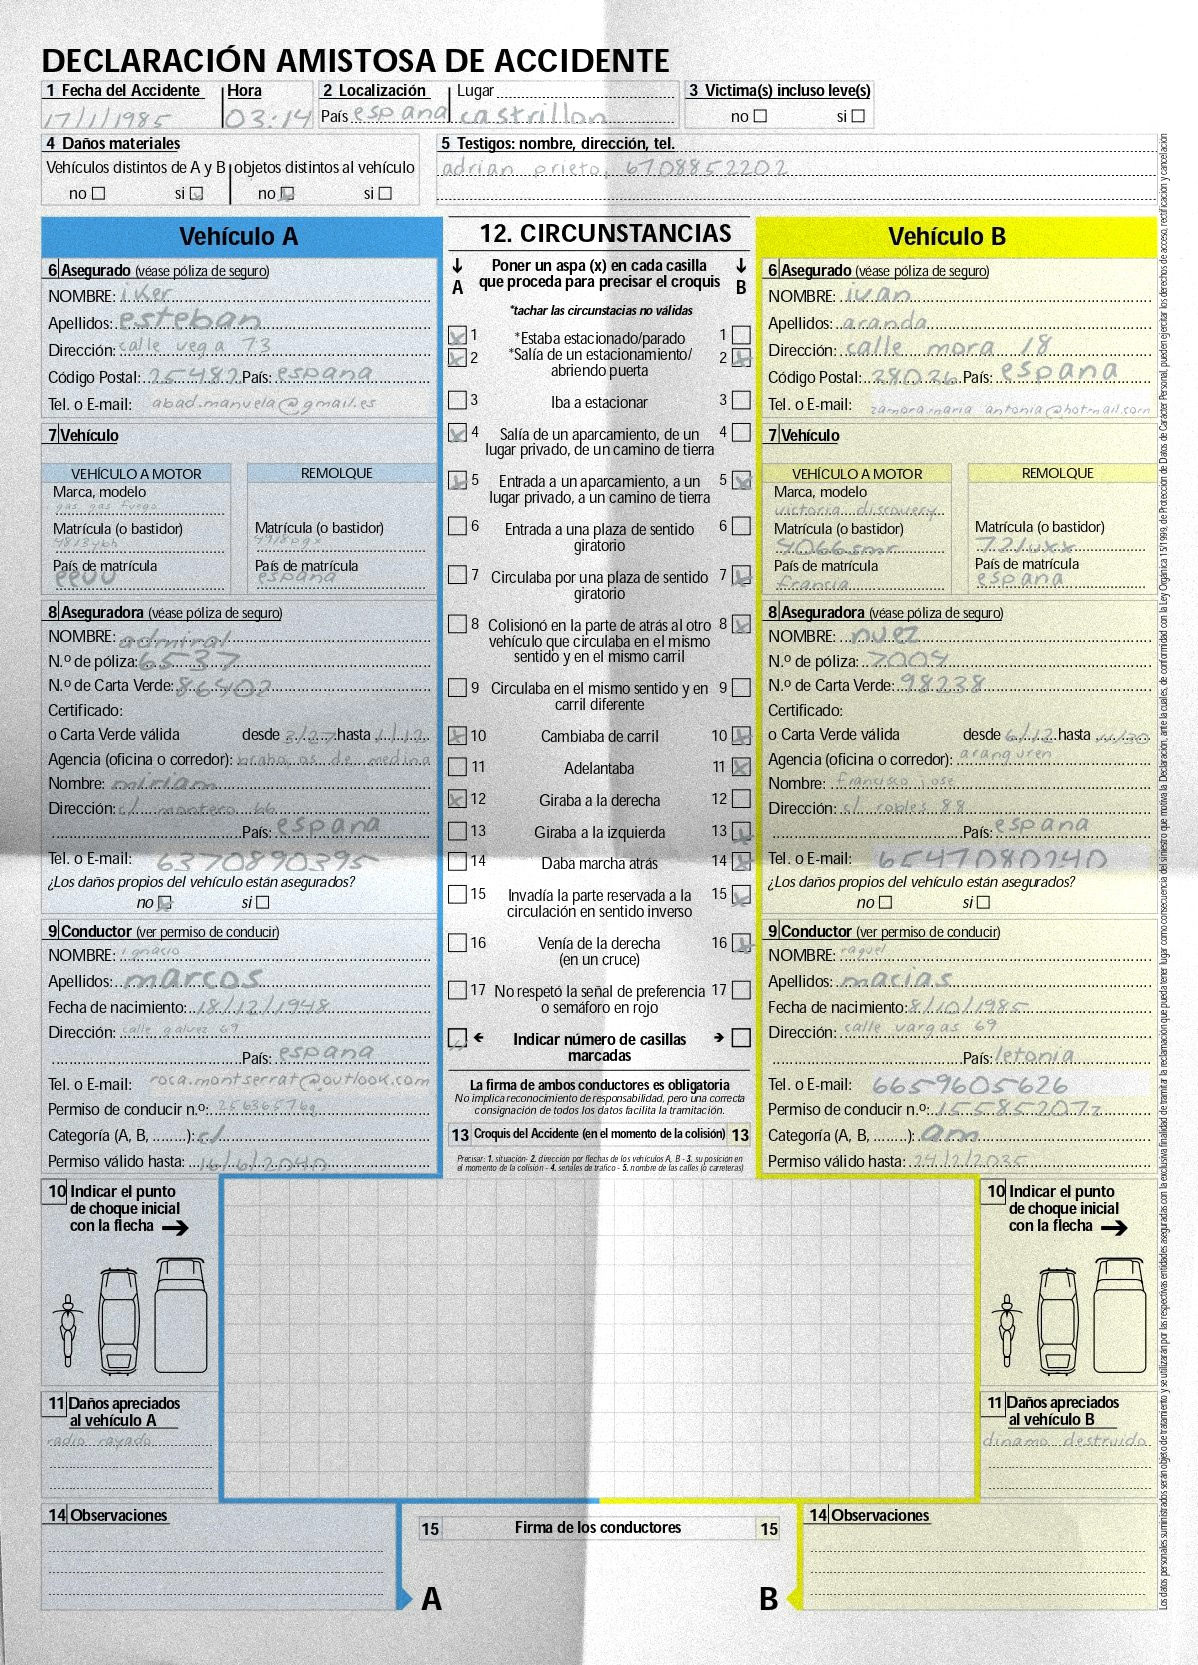 DECLARACIÓN AMISTOSA DE ACCIDENTE
1 Fecha del Accidente Hora 2 Localización Lugar 3 Victima(s) incluso leve(s)
17/1/1985 03:14 País espana castrillon no si
4 Daños materiales 5 Testigos: nombre, dirección, tel.
Vehículos distintos de A y B objetos distintos al vehículo adrian prieto, 6708852202
no si no si
Vehículo A
6 Asegurado (véase póliza de seguro)
NOMBRE: iker
Apellidos: esteban
Dirección: calle vega 73
Código Postal: 25482 País: espana
Tel. o E-mail: abad.manuela@gmail.es
7 Vehículo
VEHÍCULO A MOTOR REMOLQUE
Marca, modelo
gas gas fuego
Matrícula (o bastidor) Matrícula (o bastidor)
4813ybh 4918pgx
País de matrícula País de matrícula
eeuu espana
8 Aseguradora (véase póliza de seguro)
NOMBRE: admiral
N.º de póliza: 6537
N.º de Carta Verde: 86402
Certificado:
o Carta Verde válida desde 3/27 hasta 1/12
Agencia (oficina o corredor): brabojos de medina
Nombre: miriam
Dirección: c/ montero 66
País: espana
Tel. o E-mail: 6370890395
¿Los daños propios del vehículo están asegurados?
no si
9 Conductor (ver permiso de conducir)
NOMBRE: ignacio
Apellidos: marcos
Fecha de nacimiento: 18/12/1948
Dirección: calle galvez 69
País: espana
Tel. o E-mail: roca.montserrat@outlook.com
Permiso de conducir n.º: 25636576g
Categoría (A, B, ........): c1
Permiso válido hasta: 16/6/2040
12. CIRCUNSTANCIAS
A Poner un aspa (x) en cada casilla que proceda para precisar el croquis B
*tachar las circunstacias no válidas
1 *Estaba estacionado/parado 1
2 *Salía de un estacionamiento/ 2
abriendo puerta
3 Iba a estacionar 3
4 Salía de un aparcamiento, de un 4
lugar privado, de un camino de tierra
5 Entrada a un aparcamiento, a un 5
lugar privado, a un camino de tierra
6 Entrada a una plaza de sentido 6
giratorio
7 Circulaba por una plaza de sentido 7
giratorio
8 Colisionó en la parte de atrás al otro 8
vehículo que circulaba en el mismo
sentido y en el mismo carril
9 Circulaba en el mismo sentido y en 9
carril diferente
10 Cambiaba de carril 10
11 Adelantaba 11
12 Giraba a la derecha 12
13 Giraba a la izquierda 13
14 Daba marcha atrás 14
15 Invadía la parte reservada a la 15
circulación en sentido inverso
16 Venía de la derecha 16
(en un cruce)
17 No respetó la señal de preferencia 17
o semáforo en rojo
Indicar número de casillas
marcadas
La firma de ambos conductores es obligatoria
No implica reconocimiento de responsabilidad, pero una correcta
consignación de todos los datos facilita la tramitación.
13 Croquis del Accidente (en el momento de la colisión) 13
Precisar: 1. situación- 2. dirección por flechas de los vehículos A, B - 3. su posicion en
el momento de la colisión - 4. señales de tráfico - 5. nombre de las calles (o carreteras)
Vehículo B
6 Asegurado (véase póliza de seguro)
NOMBRE: ivan
Apellidos: aranda
Dirección: calle mora 18
Código Postal: 28026 País: espana
Tel. o E-mail: zamora.maria antonia@hotmail.com
7 Vehículo
VEHÍCULO A MOTOR REMOLQUE
Marca, modelo
victoria discovery
Matrícula (o bastidor) Matrícula (o bastidor)
4066smr 721uxx
País de matrícula País de matrícula
francia espana
8 Aseguradora (véase póliza de seguro)
NOMBRE: nuez
N.º de póliza: 7004
N.º de Carta Verde: 98238
Certificado:
o Carta Verde válida desde 6/12 hasta 11/30
Agencia (oficina o corredor): aranguren
Nombre: francisco jose
Dirección: c/ robles 88
País: espana
Tel. o E-mail: 6547080240
¿Los daños propios del vehículo están asegurados?
no si
9 Conductor (ver permiso de conducir)
NOMBRE: raquel
Apellidos: macias
Fecha de nacimiento: 8/10/1985
Dirección: calle vargas 69
País: letonia
Tel. o E-mail: 6659605626
Permiso de conducir n.º: 15585207z
Categoría (A, B, ........): am
Permiso válido hasta: 24/2/2035
10 Indicar el punto
de choque inicial
con la flecha
11 Daños apreciados
al vehículo A
radio rayado
14 Observaciones
10 Indicar el punto
de choque inicial
con la flecha
11 Daños apreciados
al vehículo B
dinamo destruido
14 Observaciones
15 Firma de los conductores 15
A B
Los datos personales suministrados serán objeto de tratamiento y se utilizarán por las respectivas entidades aseguradas con la exclusiva finalidad de tramitar la reclamación que pueda tener lugar como consecuencia del siniestro que motiva la Declaración, ante la cuales, de conformidad con la Ley Orgánica 15/1999, de Protección de Datos de Carácter Personal, pueden ejercitar los derechos de acceso, rectificación y cancelación